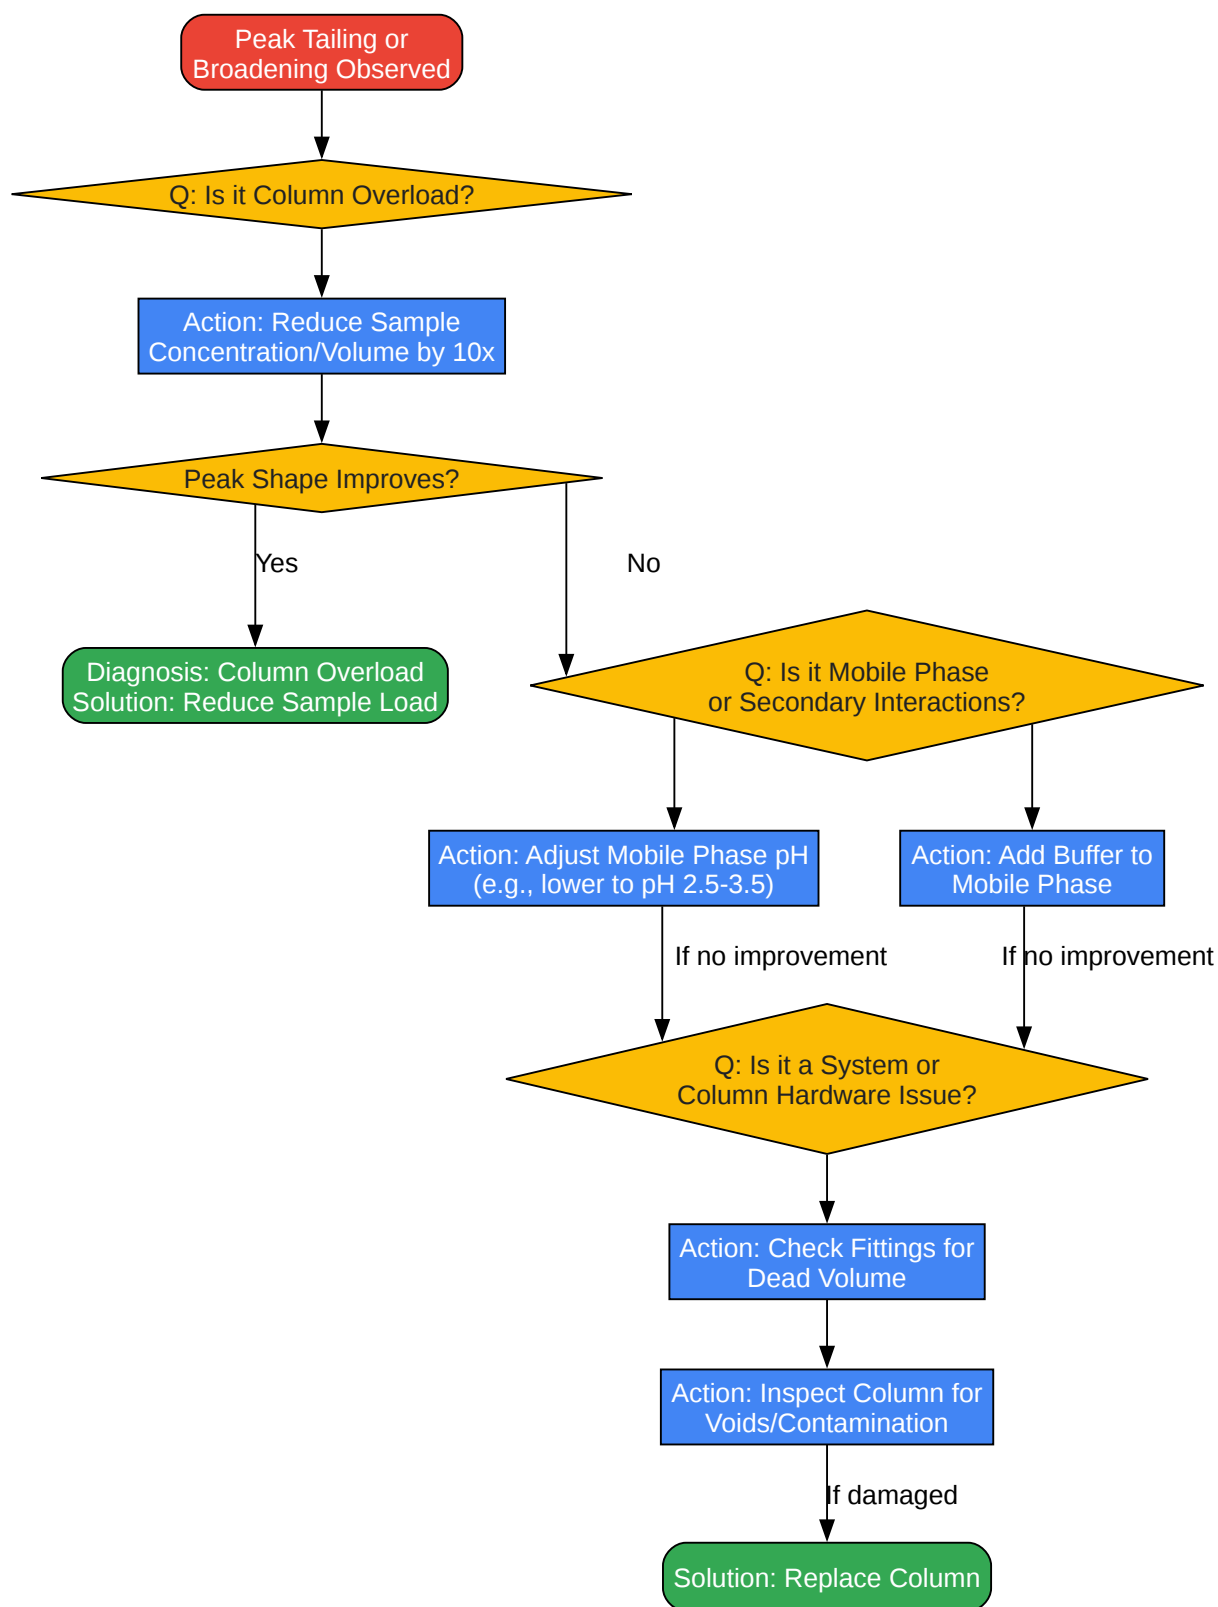 Peak Tailing or
Broadening Observed
Q: Is it Column Overload?
Action: Reduce Sample
Concentration/Volume by 10x
Peak Shape Improves?
Yes
No
Diagnosis: Column Overload
Solution: Reduce Sample Load
Q: Is it Mobile Phase
or Secondary Interactions?
Action: Adjust Mobile Phase pH
(e.g., lower to pH 2.5-3.5)
Action: Add Buffer to
Mobile Phase
If no improvement
If no improvement
Q: Is it a System or
Column Hardware Issue?
Action: Check Fittings for
Dead Volume
Action: Inspect Column for
Voids/Contamination
If damaged
Solution: Replace Column